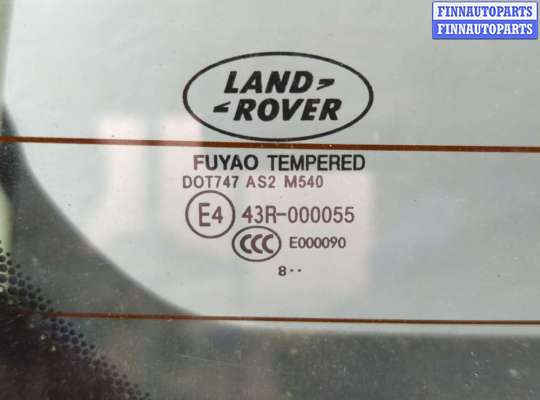 FINNAUTOPARTS
FINNAUTOPARTS
LAND
ROVER
FUYAO TEMPERED
DOT747 AS2 M540
E4 43R-000055
CCC E000090
8··